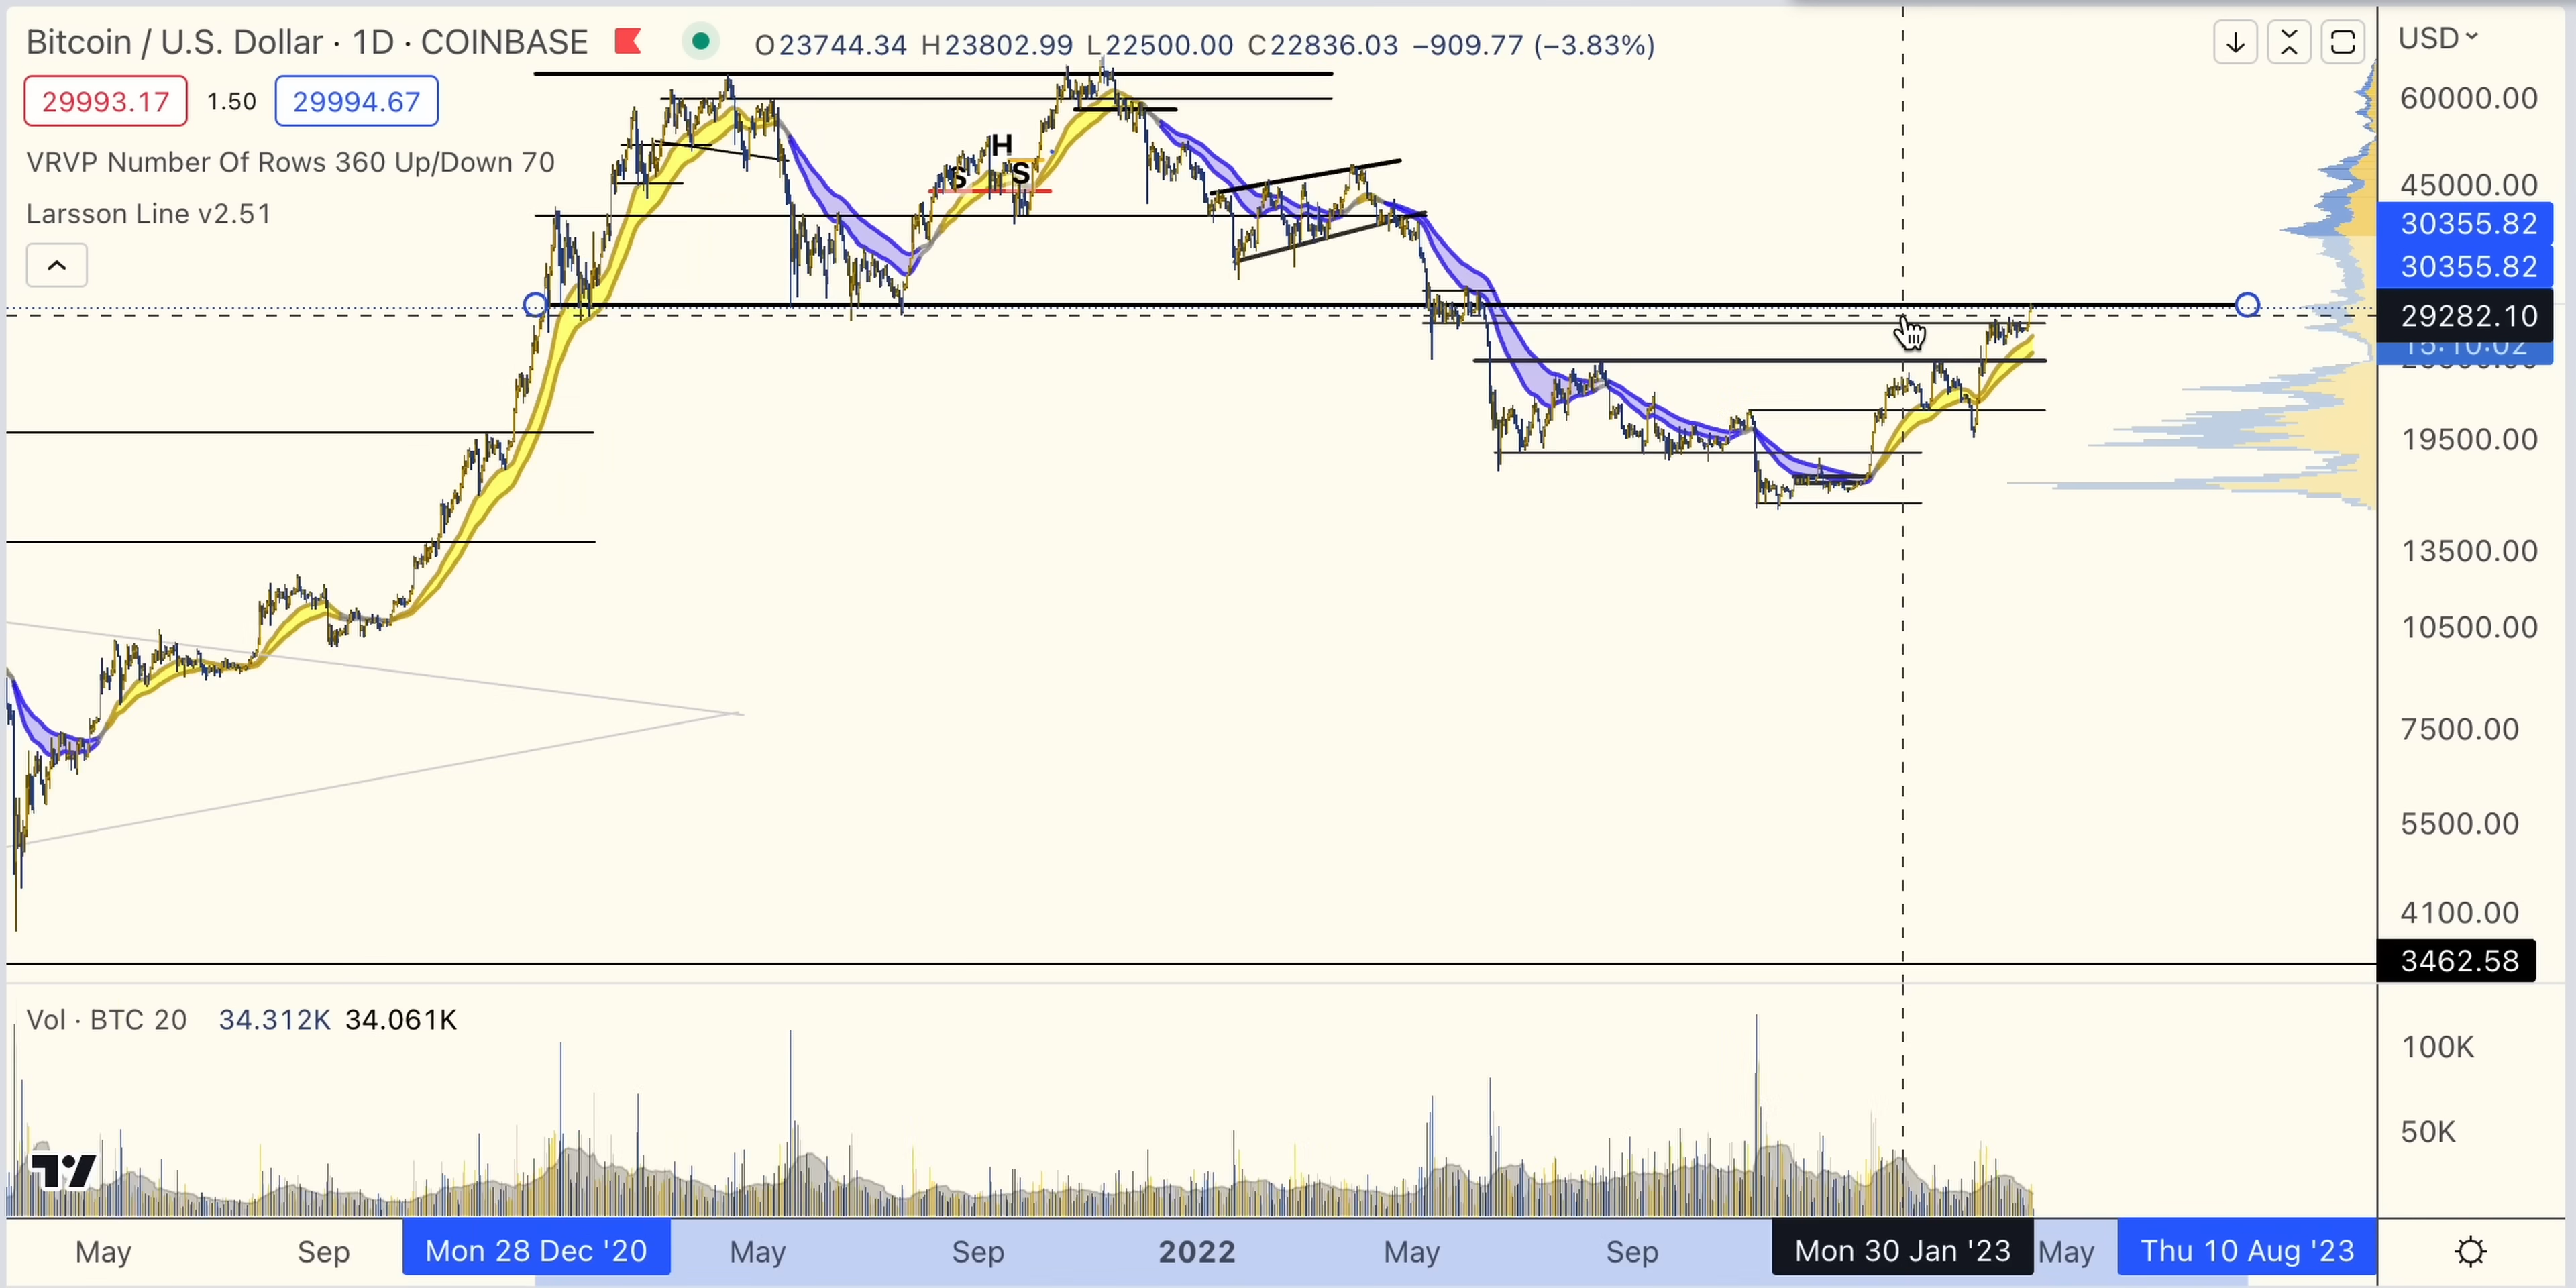 Bitcoin / U.S. Dollar · 1D · COINBASE O23744.34 H23802.99 L22500.00 C22836.03 −909.77 (−3.83%)
USD
29993.17 1.50 29994.67
60000.00
VRVP Number Of Rows 360 Up/Down 70
Larsson Line v2.51
H
S S
45000.00
30355.82
30355.82
29282.10
15:10:02
19500.00
13500.00
10500.00
7500.00
5500.00
4100.00
3462.58
Vol · BTC 20 34.312K 34.061K
100K
50K
May Sep Mon 28 Dec '20 May Sep 2022 May Sep Mon 30 Jan '23 May Thu 10 Aug '23